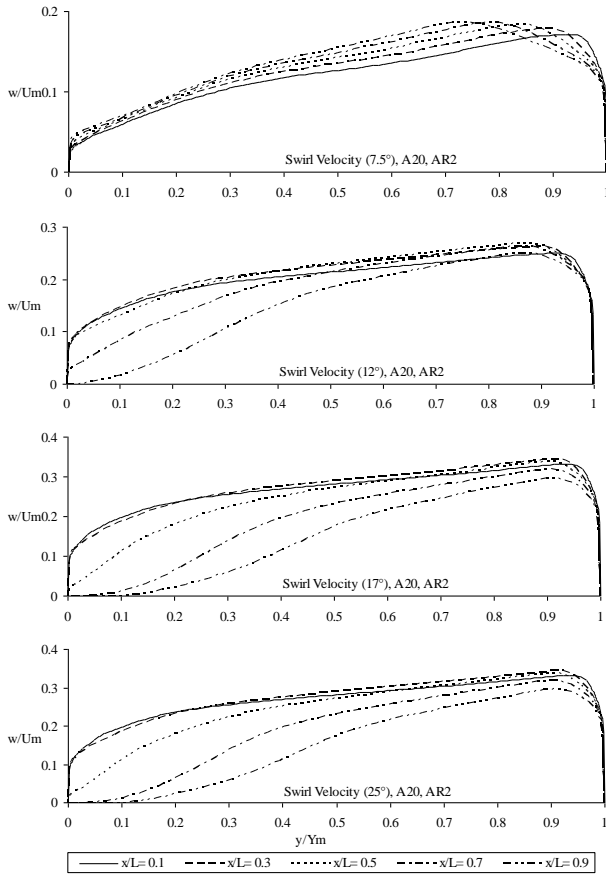 0.2
w/Um0.1
0
Swirl Velocity (7.5°), A20, AR2
0 0.1 0.2 0.3 0.4 0.5 0.6 0.7 0.8 0.9
0.3
0.2
w/Um
0.1
0
Swirl Velocity (12°), A20, AR2
0 0.1 0.2 0.3 0.4 0.5 0.6 0.7 0.8 0.9 1
0.4
0.3
w/Um0.2
0.1
0
Swirl Velocity (17°), A20, AR2
0 0.1 0.2 0.3 0.4 0.5 0.6 0.7 0.8 0.9 1
0.4
0.3
0.2
w/Um
0.1
0
Swirl Velocity (25°), A20, AR2
0 0.1 0.2 0.3 0.4 0.5 0.6 0.7 0.8 0.9 1
y/Ym
x/L= 0.1 x/L= 0.3 x/L= 0.5 x/L= 0.7 x/L= 0.9